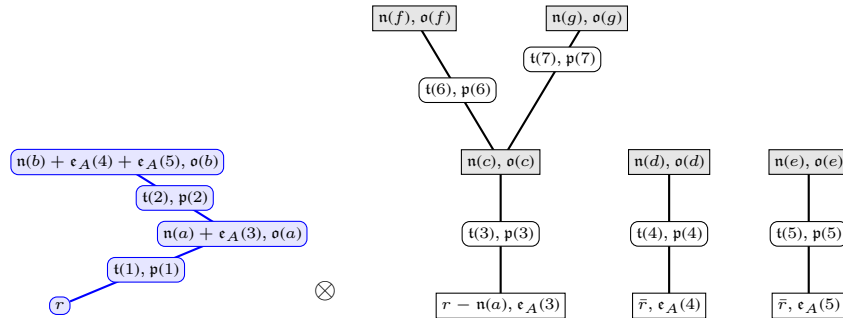 𝔫(f), 𝔬(f) 𝔫(g), 𝔬(g)
𝔱(7), 𝔭(7)
𝔱(6), 𝔭(6)
𝔫(b) + 𝔢_A(4) + 𝔢_A(5), 𝔬(b) 𝔫(c), 𝔬(c) 𝔫(d), 𝔬(d) 𝔫(e), 𝔬(e)
𝔱(2), 𝔭(2)
𝔫(a) + 𝔢_A(3), 𝔬(a) 𝔱(3), 𝔭(3) 𝔱(4), 𝔭(4) 𝔱(5), 𝔭(5)
𝔱(1), 𝔭(1)
r ⊗ r − 𝔫(a), 𝔢_A(3) r̄, 𝔢_A(4) r̄, 𝔢_A(5)